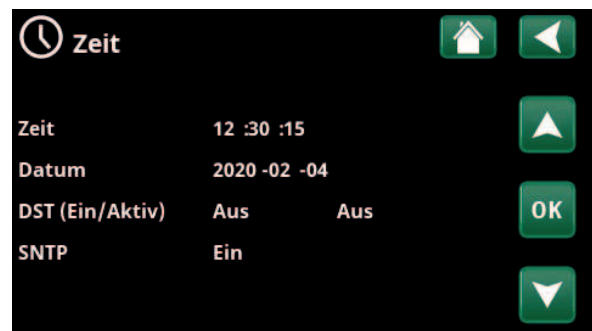 Zeit
Zeit 12 :30 :15
Datum 2020 -02 -04
DST (Ein/Aktiv) Aus Aus
OK
SNTP Ein